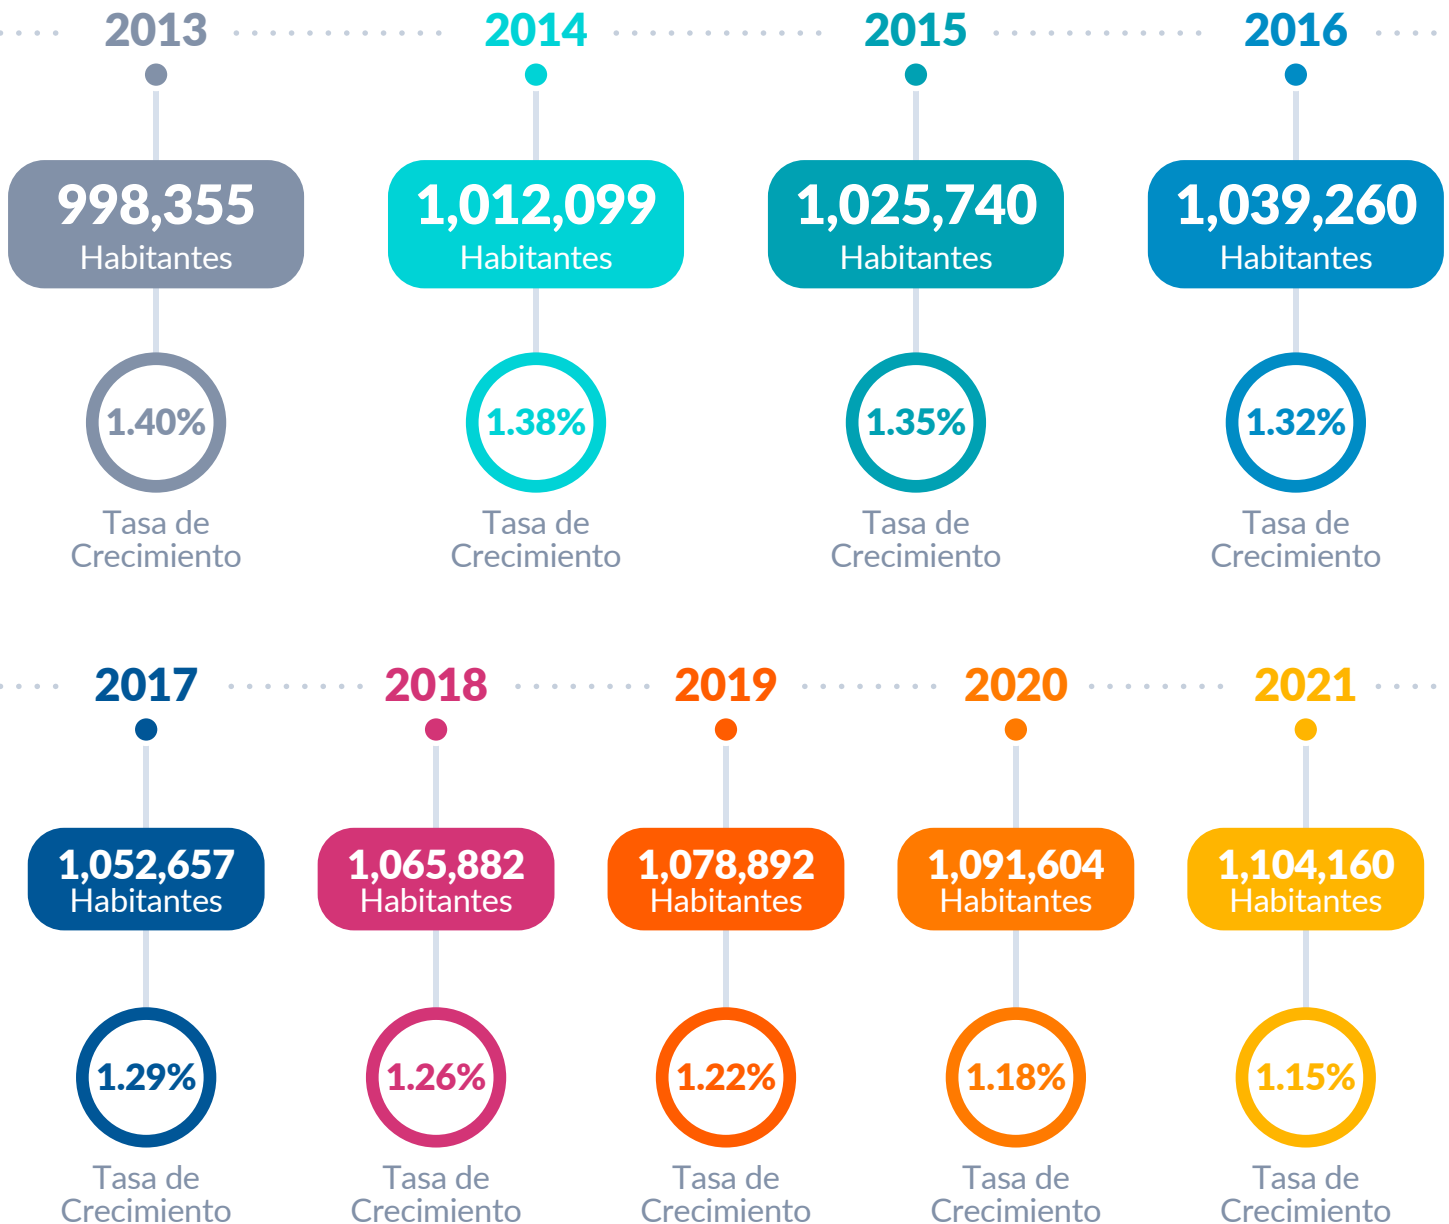 2013
2014
2015
2016
998,355
Habitantes
1,012,099
Habitantes
1,025,740
Habitantes
1,039,260
Habitantes
1.40%
1.38%
1.35%
1.32%
Tasa de
Crecimiento
Tasa de
Crecimiento
Tasa de
Crecimiento
Tasa de
Crecimiento
2017
2018
2019
2020
2021
1,052,657
Habitantes
1,065,882
Habitantes
1,078,892
Habitantes
1,091,604
Habitantes
1,104,160
Habitantes
1.29%
1.26%
1.22%
1.18%
1.15%
Tasa de
Crecimiento
Tasa de
Crecimiento
Tasa de
Crecimiento
Tasa de
Crecimiento
Tasa de
Crecimiento